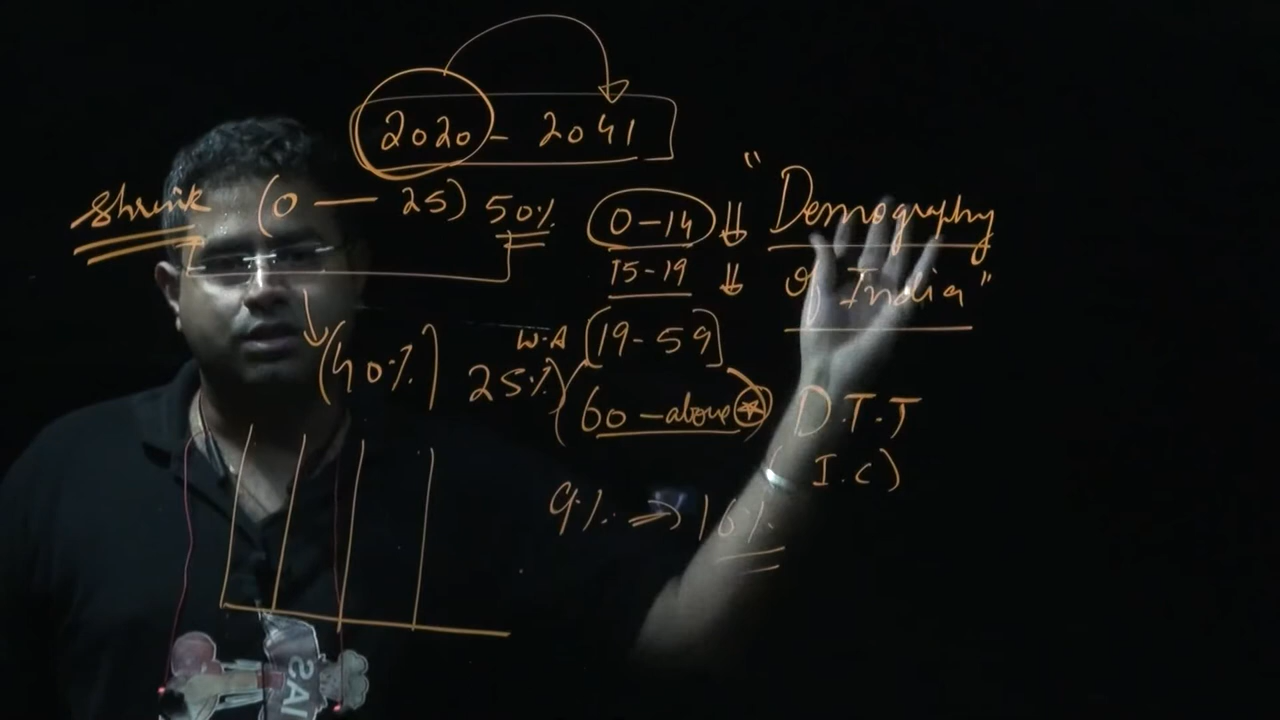 2020 - 2041
Shrink (0 — 25) 50%
(40%) 25%
0-14 ↓↓
15-19 ↓
W.A [19-59]
(60 - above)
9% → 16%
"Demography
of India"
D.T.T
(I.C)